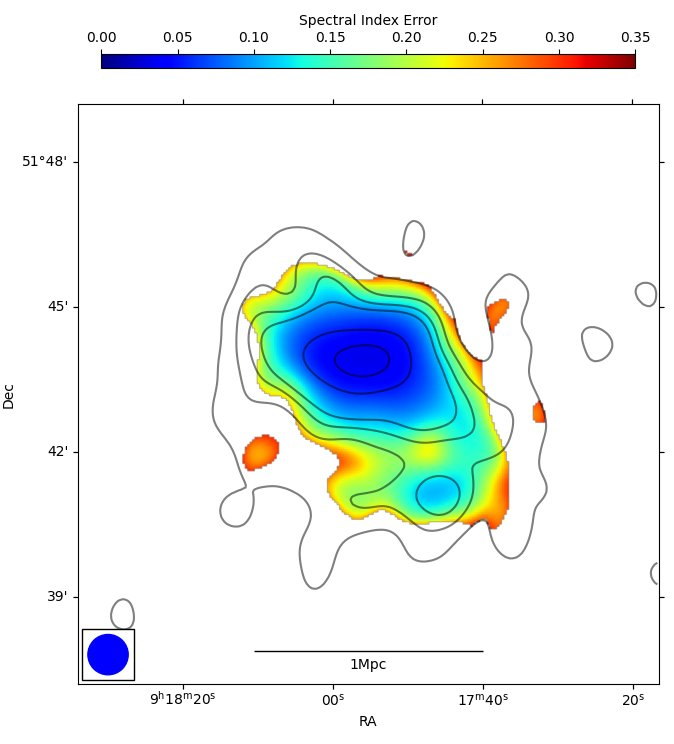 Spectral Index Error
0.00 0.05 0.10 0.15 0.20 0.25 0.30 0.35
51°48'
45'
Dec
42'
39'
1Mpc
9ʰ18ᵐ20ˢ 00ˢ 17ᵐ40ˢ 20ˢ
RA